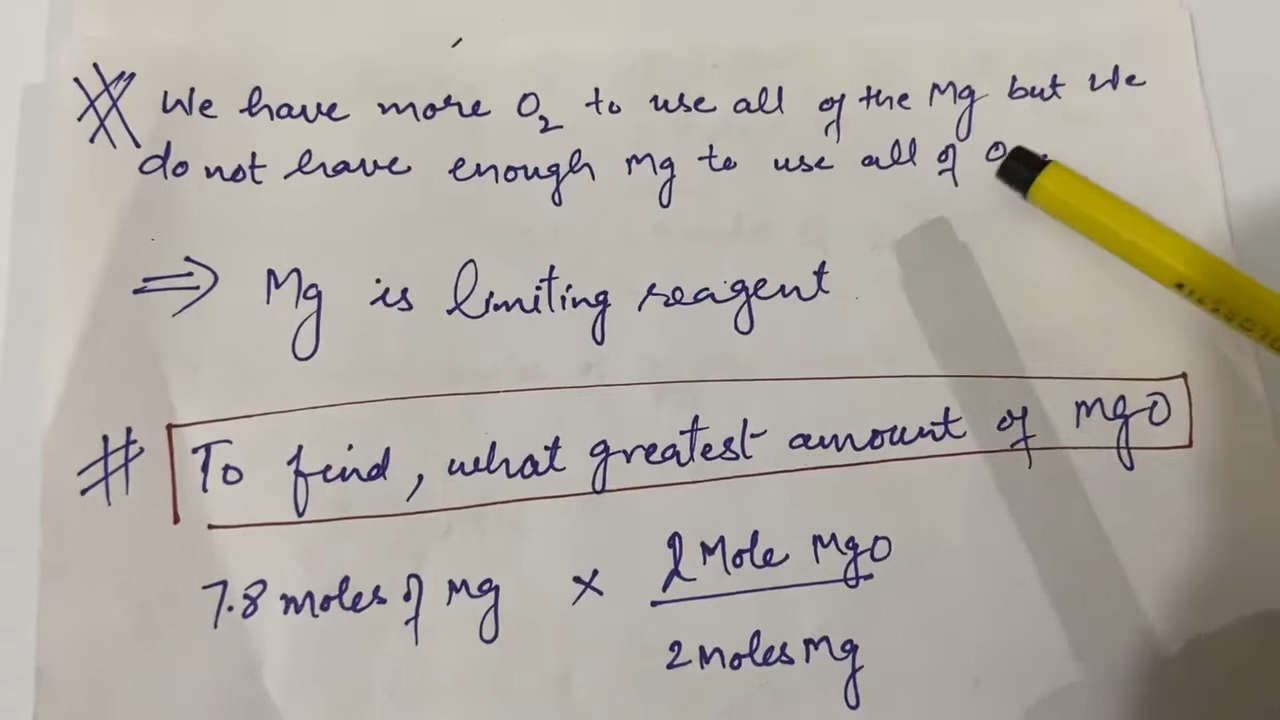 We have more O2 to use all of the Mg but We
do not have enough Mg to use all of O
⇒ Mg is limiting reagent
# To find, what greatest amount of MgO
7.8 moles of Mg × 2 Mole MgO
2 moles Mg